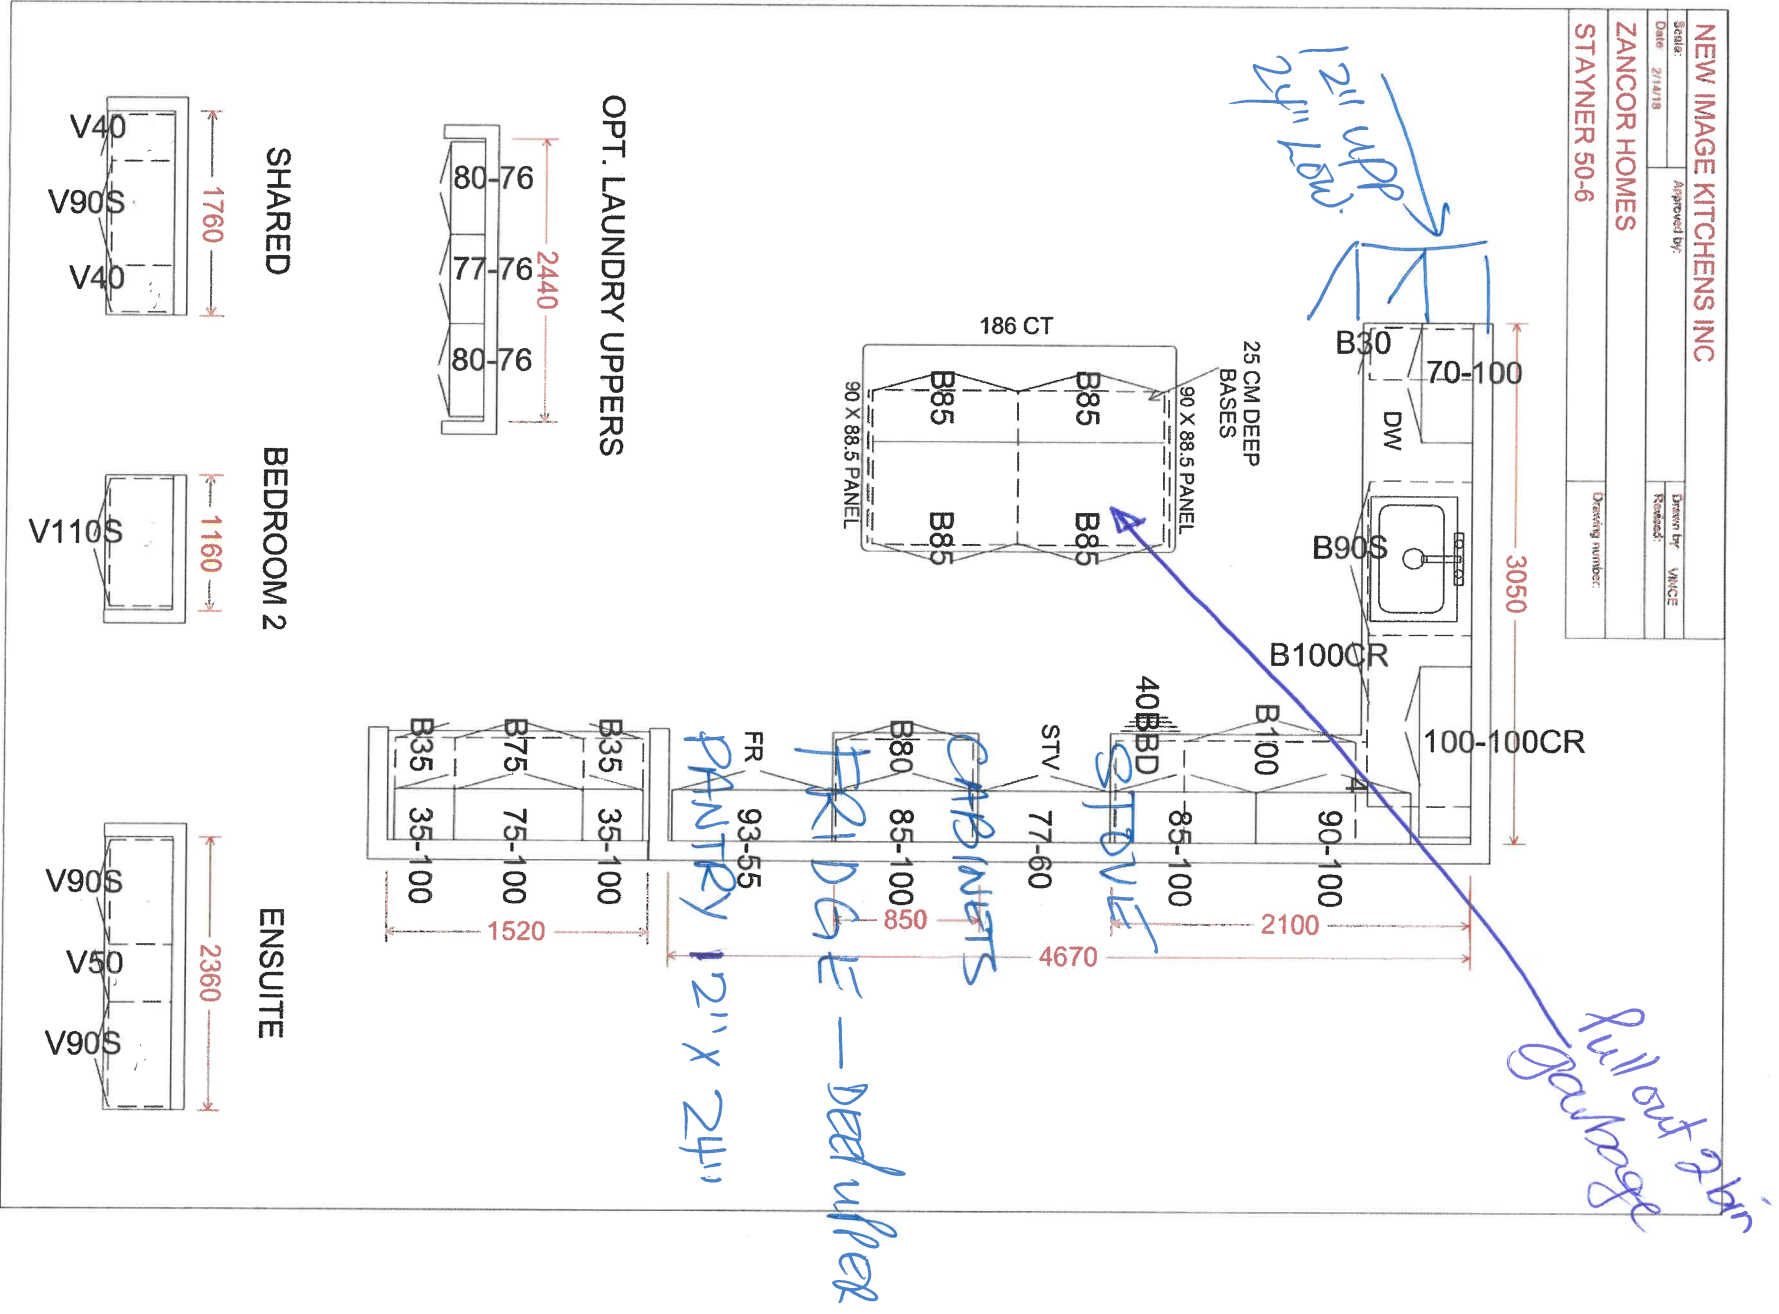 NEW IMAGE KITCHENS INC
Scale:
Approved by:
Drawn by VINCE
Date: 2/14/18
Revised:
ZANCOR HOMES
STAYNER 50-6
Drawing number:
12" UPP
24" LOW.
B30
70-100
DW
3050
B90S
B100CR
100-100CR
186 CT
25 CM DEEP
BASES
90 X 88.5 PANEL
B85
B85
B85
B85
90 X 88.5 PANEL
Pull out 2 bin
garbage
40BBD
B100
4
STV
B80
FR
B35
B75
B35
90-100
85-100
77-60
85-100
93-55
35-100
75-100
35-100
2100
850
1520
4670
STOVE
CABINETS
FRIDGE — DEEP UPPER
PANTRY 12" X 24"
OPT. LAUNDRY UPPERS
2440
80-76
77-76
80-76
SHARED
1760
V40
V90S
V40
BEDROOM 2
1160
V110S
ENSUITE
2360
V90S
V50
V90S